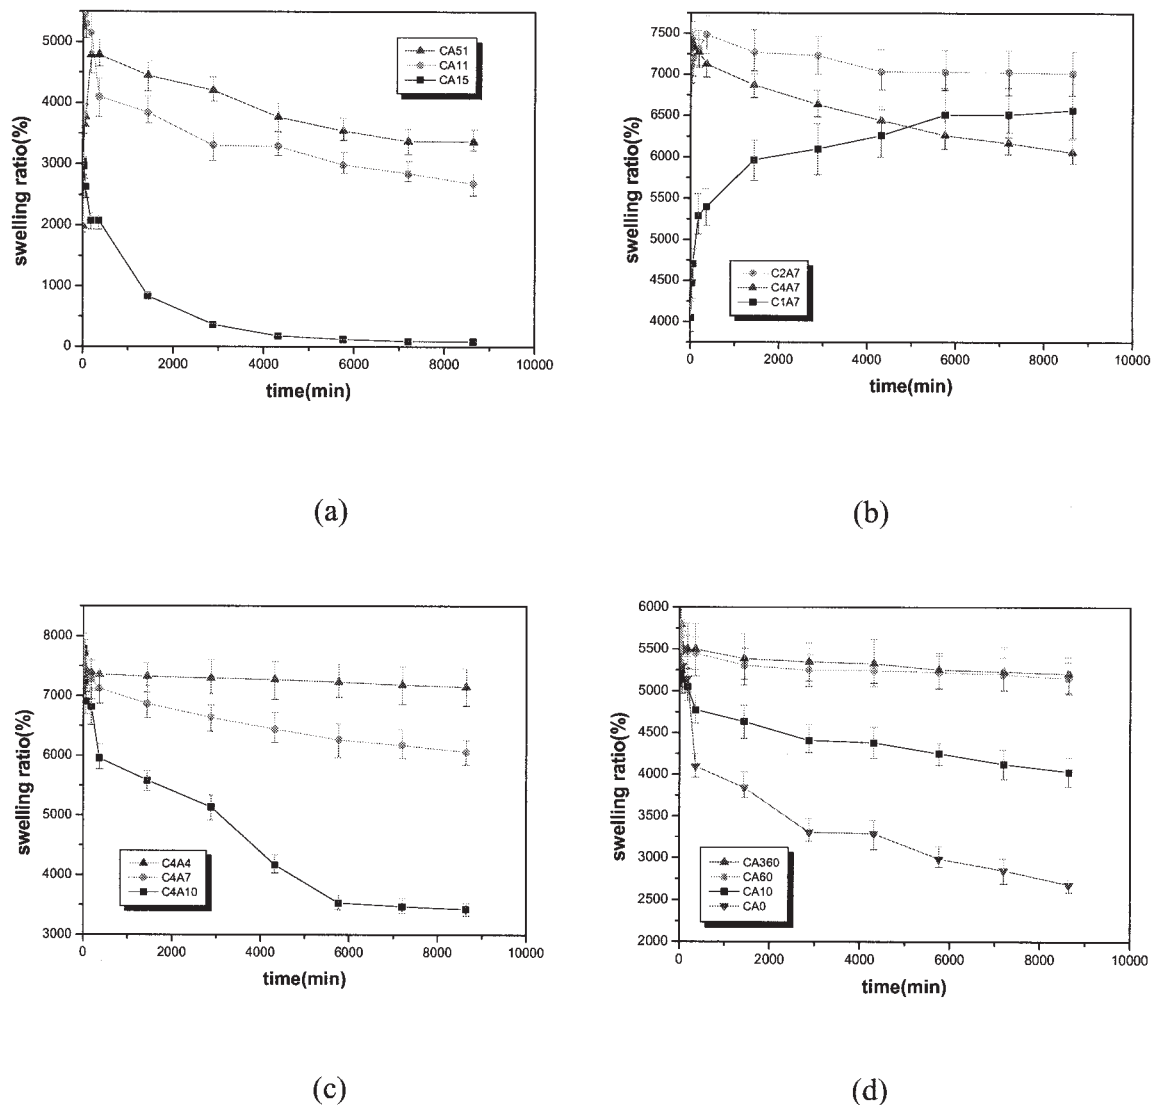 swelling ratio(%)
5000
4000
3000
2000
1000
0
0 2000 4000 6000 8000 10000
time(min)
CA51
CA11
CA15
(a)
swelling ratio(%)
7500
7000
6500
6000
5500
5000
4500
4000
0 2000 4000 6000 8000 10000
time(min)
C2A7
C4A7
C1A7
(b)
swelling ratio(%)
8000
7000
6000
5000
4000
3000
0 2000 4000 6000 8000 10000
time(min)
C4A4
C4A7
C4A10
(c)
swelling ratio(%)
6000
5500
5000
4500
4000
3500
3000
2500
2000
0 2000 4000 6000 8000 10000
time(min)
CA360
CA60
CA10
CA0
(d)